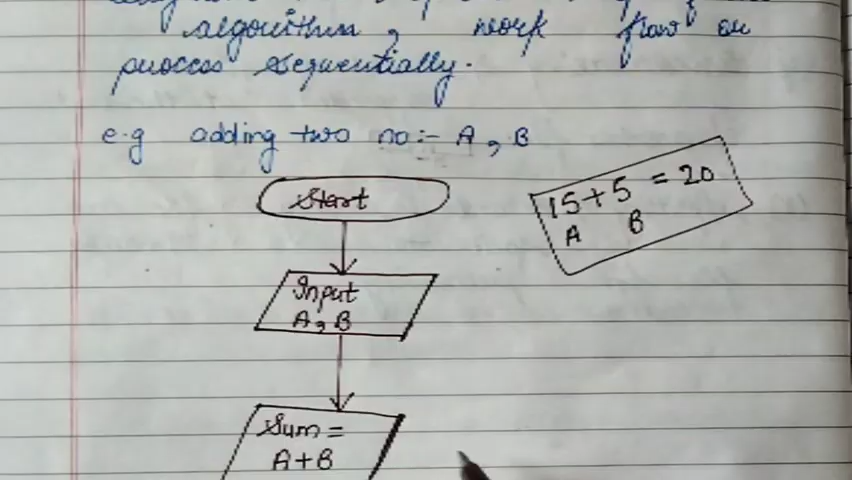 algorithm, work flow or
process sequentially.
e.g adding two no:- A, B
Start
15+5 = 20
A B
Input
A, B
Sum =
A+B